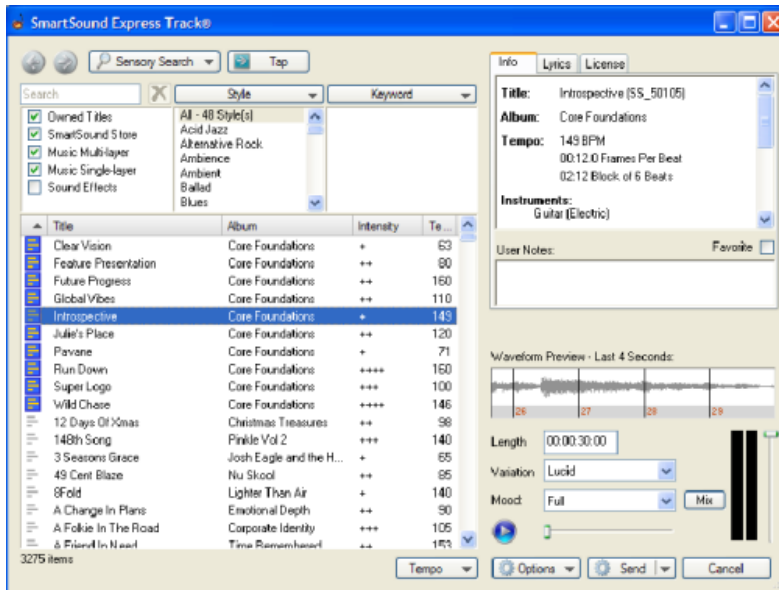 SmartSound Express Track®
Sensory Search
Tap
Search
Style
Keyword
Owned Titles
SmartSound Store
Music Multi-layer
Music Single-layer
Sound Effects
All - 48 Style(s)
Acid Jazz
Alternative Rock
Ambience
Ambient
Ballad
Blues
Title Album Intensity Te...
Clear Vision Core Foundations + 63
Feature Presentation Core Foundations ++ 80
Future Progress Core Foundations ++ 160
Global Vibes Core Foundations ++ 110
Introspective Core Foundations + 149
Julie's Place Core Foundations ++ 120
Pavane Core Foundations + 71
Run Down Core Foundations ++++ 160
Super Logo Core Foundations +++ 100
Wild Chase Core Foundations ++++ 146
12 Days Of Xmas Christmas Treasures ++ 98
148th Song Pinkle Vol 2 +++ 140
3 Seasons Grace Josh Eagle and the H... + 65
49 Cent Blaze Nu Skool ++ 85
8Fold Lighter Than Air + 140
A Change In Plans Emotional Depth ++ 90
A Folkie In The Road Corporate Identity +++ 105
A Friend In Need Time Remembered ++ 153
3275 items
Tempo
Info Lyrics License
Title: Introspective (SS_50105)
Album: Core Foundations
Tempo: 149 BPM
00:12.0 Frames Per Beat
02:12 Block of 6 Beats
Instruments:
Guitar (Electric)
User Notes: Favorite
Waveform Preview - Last 4 Seconds:
26 27 28 29
Length 00:00:30:00
Variation Lucid
Mood: Full Mix
Options Send Cancel